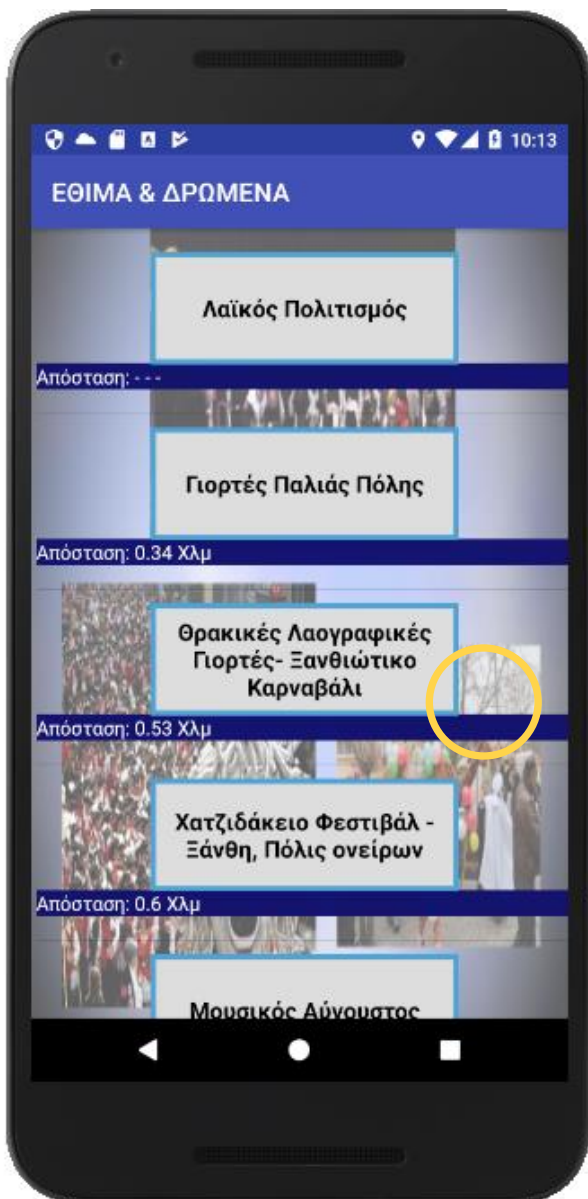 10:13
ΕΘΙΜΑ & ΔΡΩΜΕΝΑ
Λαϊκός Πολιτισμός
Απόσταση: - - -
Γιορτές Παλιάς Πόλης
Απόσταση: 0.34 Χλμ
Θρακικές Λαογραφικές
Γιορτές- Ξανθιώτικο
Καρναβάλι
Απόσταση: 0.53 Χλμ
Χατζιδάκειο Φεστιβάλ -
Ξάνθη, Πόλις ονείρων
Απόσταση: 0.6 Χλμ
Μουσικός Αύγουστος